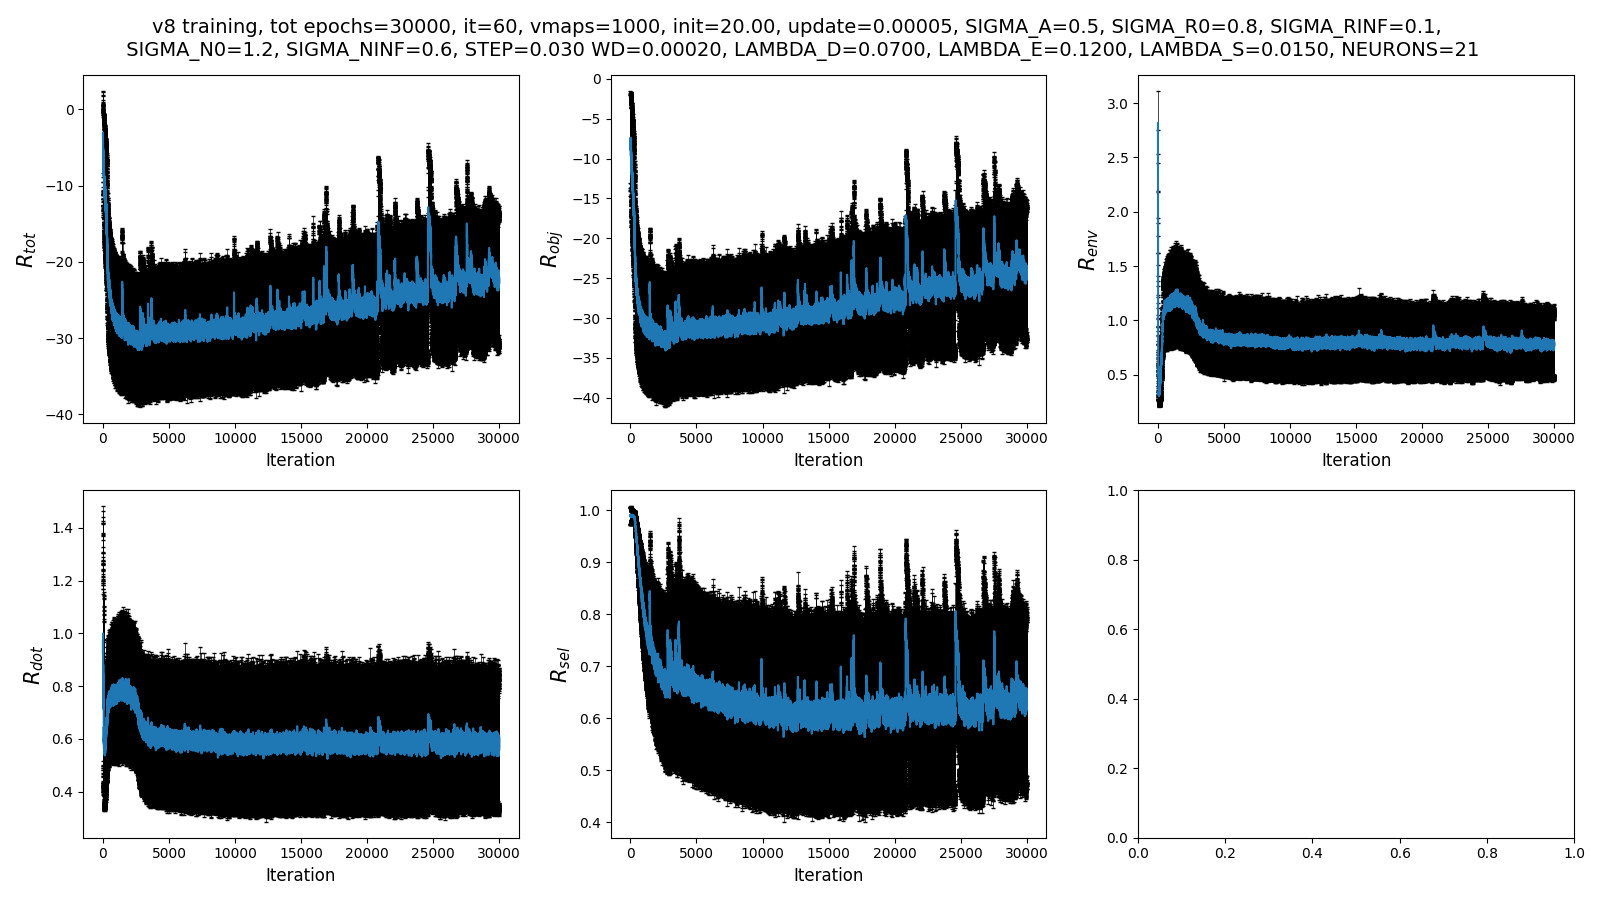 v8 training, tot epochs=30000, it=60, vmaps=1000, init=20.00, update=0.00005, SIGMA_A=0.5, SIGMA_R0=0.8, SIGMA_RINF=0.1,
SIGMA_N0=1.2, SIGMA_NINF=0.6, STEP=0.030 WD=0.00020, LAMBDA_D=0.0700, LAMBDA_E=0.1200, LAMBDA_S=0.0150, NEURONS=21
R_tot
0
−10
−20
−30
−40
0 5000 10000 15000 20000 25000 30000
Iteration
R_obj
0
−5
−10
−15
−20
−25
−30
−35
−40
0 5000 10000 15000 20000 25000 30000
Iteration
R_env
3.0
2.5
2.0
1.5
1.0
0.5
0 5000 10000 15000 20000 25000 30000
Iteration
R_dot
1.4
1.2
1.0
0.8
0.6
0.4
0 5000 10000 15000 20000 25000 30000
Iteration
R_sel
1.0
0.9
0.8
0.7
0.6
0.5
0.4
0 5000 10000 15000 20000 25000 30000
Iteration
1.0
0.8
0.6
0.4
0.2
0.0
0.0 0.2 0.4 0.6 0.8 1.0